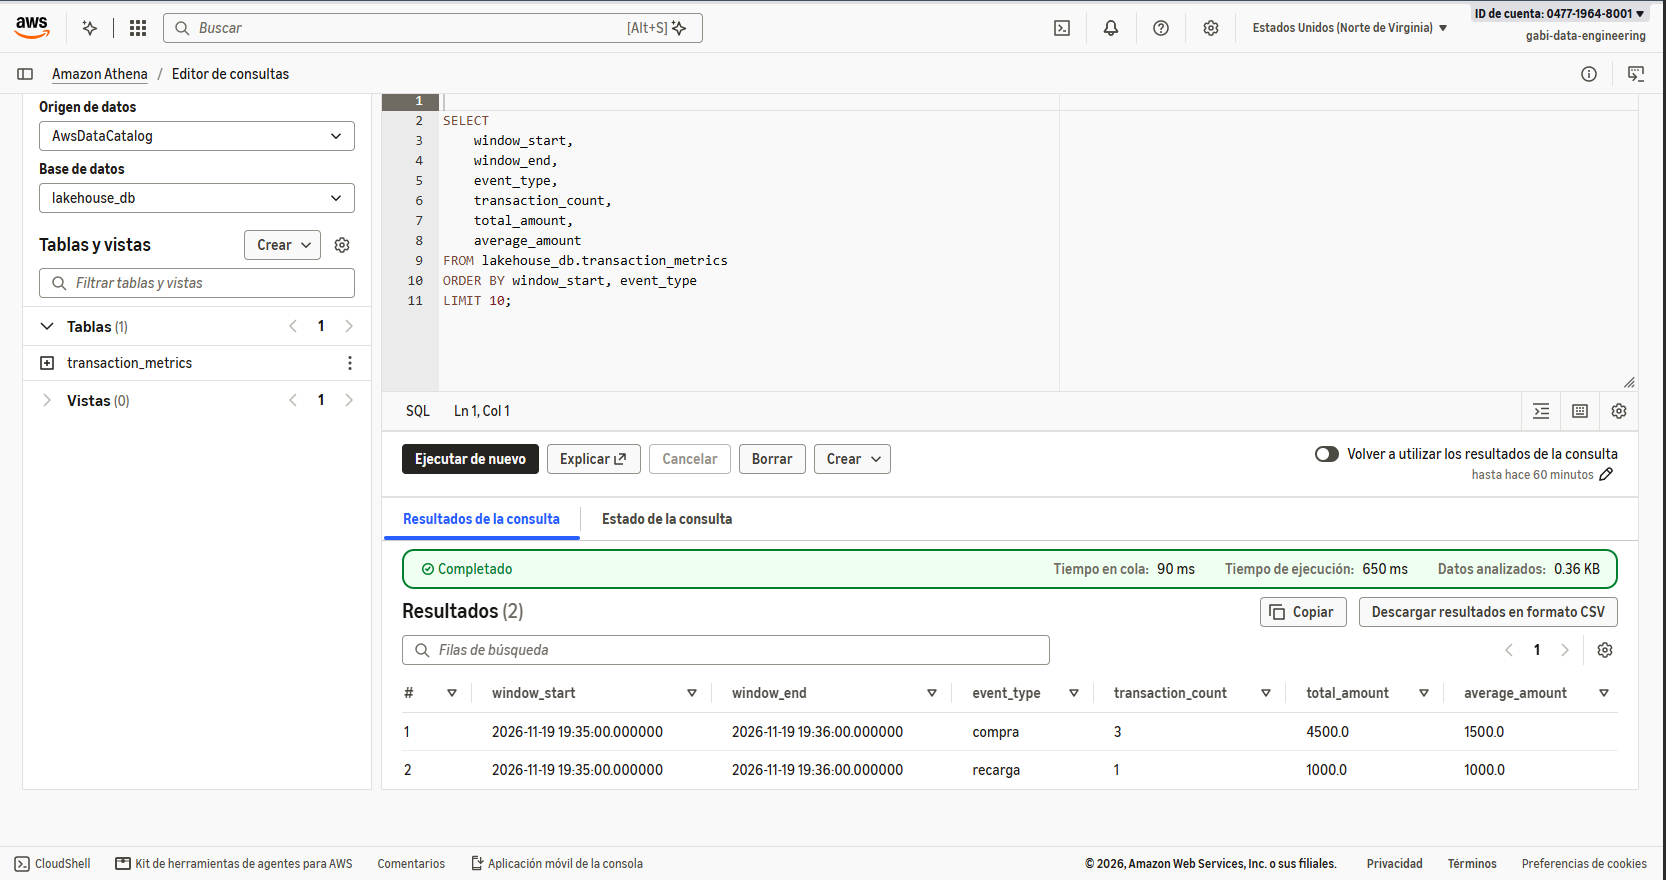 aws
Buscar
[Alt+S]
Estados Unidos (Norte de Virginia)
ID de cuenta: 0477-1964-8001
gabi-data-engineering
Amazon Athena / Editor de consultas
Origen de datos
AwsDataCatalog
Base de datos
lakehouse_db
Tablas y vistas
Crear
Filtrar tablas y vistas
Tablas (1)
1
transaction_metrics
Vistas (0)
1
1
2 SELECT
3 window_start,
4 window_end,
5 event_type,
6 transaction_count,
7 total_amount,
8 average_amount
9 FROM lakehouse_db.transaction_metrics
10 ORDER BY window_start, event_type
11 LIMIT 10;
SQL Ln 1, Col 1
Ejecutar de nuevo
Explicar
Cancelar
Borrar
Crear
Volver a utilizar los resultados de la consulta
hasta hace 60 minutos
Resultados de la consulta
Estado de la consulta
Completado
Tiempo en cola: 90 ms
Tiempo de ejecución: 650 ms
Datos analizados: 0.36 KB
Resultados (2)
Copiar
Descargar resultados en formato CSV
Filas de búsqueda
1
# window_start window_end event_type transaction_count total_amount average_amount
1 2026-11-19 19:35:00.000000 2026-11-19 19:36:00.000000 compra 3 4500.0 1500.0
2 2026-11-19 19:35:00.000000 2026-11-19 19:36:00.000000 recarga 1 1000.0 1000.0
CloudShell
Kit de herramientas de agentes para AWS
Comentarios
Aplicación móvil de la consola
© 2026, Amazon Web Services, Inc. o sus filiales.
Privacidad
Términos
Preferencias de cookies